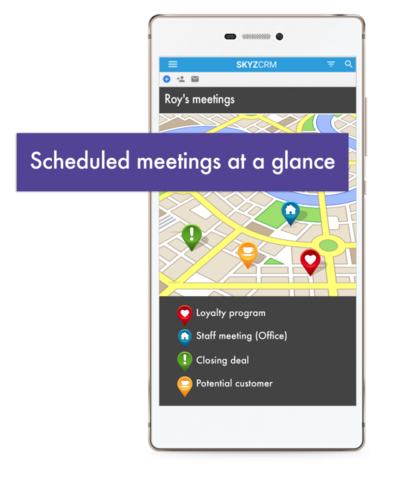 SKYZCRM
Roy's meetings
Scheduled meetings at a glance
Loyalty program
Staff meeting (Office)
Closing deal
Potential customer